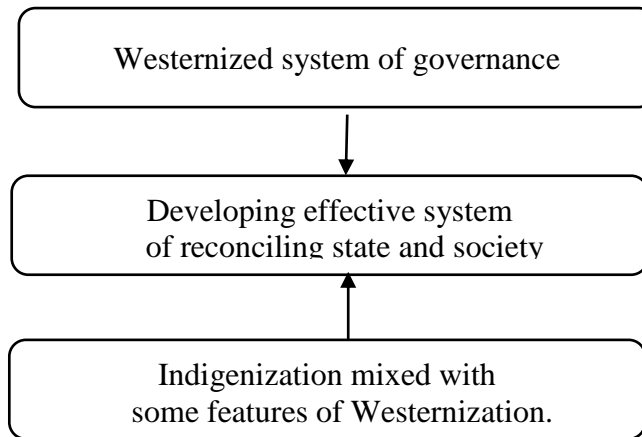 Westernized system of governance
Developing effective system
of reconciling state and society
Indigenization mixed with
some features of Westernization.